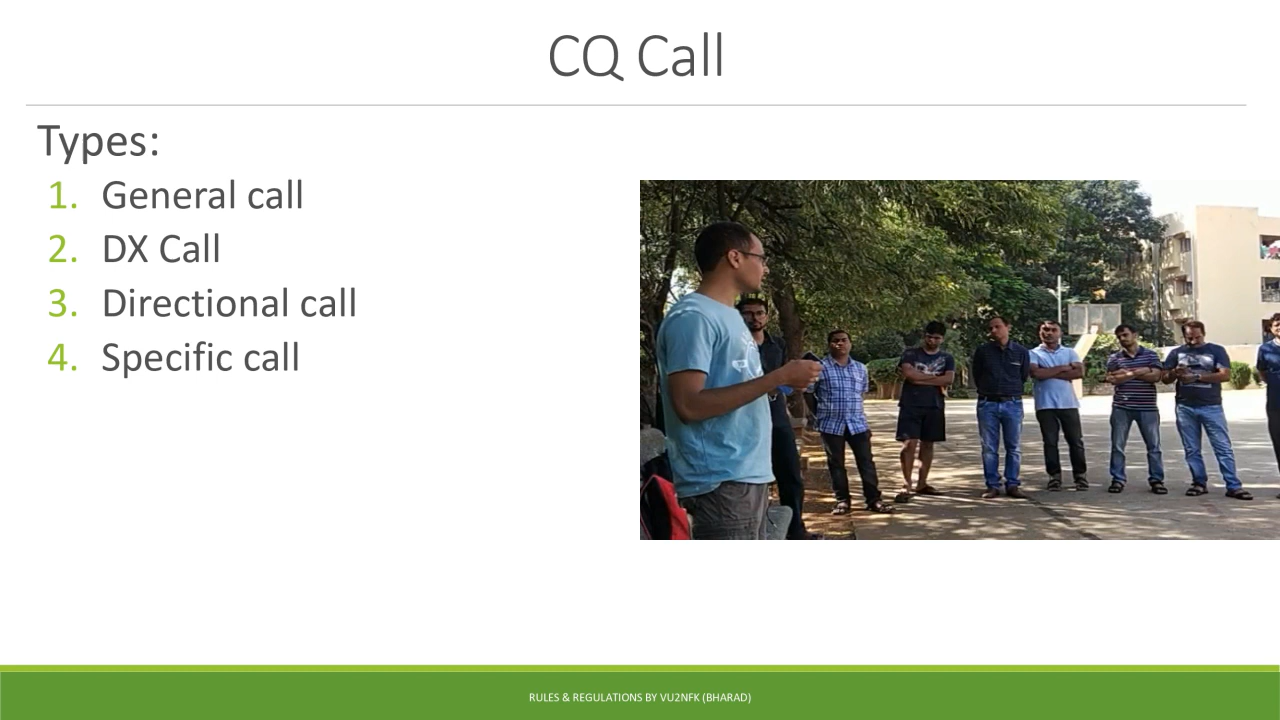 CQ Call
Types:
1. General call
2. DX Call
3. Directional call
4. Specific call
RULES & REGULATIONS BY VU2NFK (BHARAD)